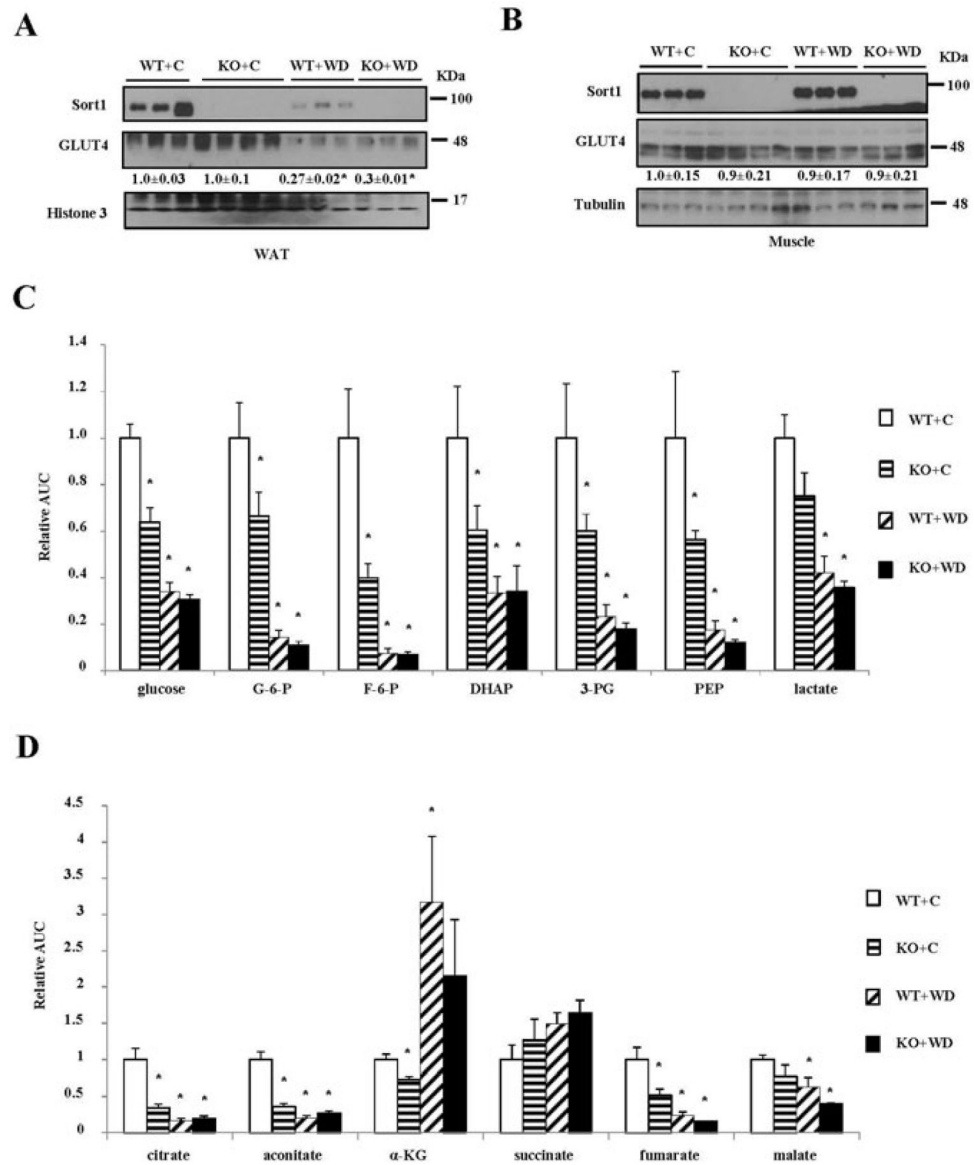 A
WT+C KO+C WT+WD KO+WD KDa
Sort1 100
GLUT4 48
1.0±0.03 1.0±0.1 0.27±0.02* 0.3±0.01*
Histone 3 17
WAT
B
WT+C KO+C WT+WD KO+WD KDa
Sort1 100
GLUT4 48
1.0±0.15 0.9±0.21 0.9±0.17 0.9±0.21
Tubulin 48
Muscle
C
Relative AUC
1.4
1.2
1.0
0.8
0.6
0.4
0.2
0
* * * * * * * * * * * * * * * * * * * *
glucose G-6-P F-6-P DHAP 3-PG PEP lactate
WT+C
KO+C
WT+WD
KO+WD
D
Relative AUC
4.5
4
3.5
3
2.5
2
1.5
1
0.5
0
* * * * * * * * * * * * *
citrate aconitate α-KG succinate fumarate malate
WT+C
KO+C
WT+WD
KO+WD